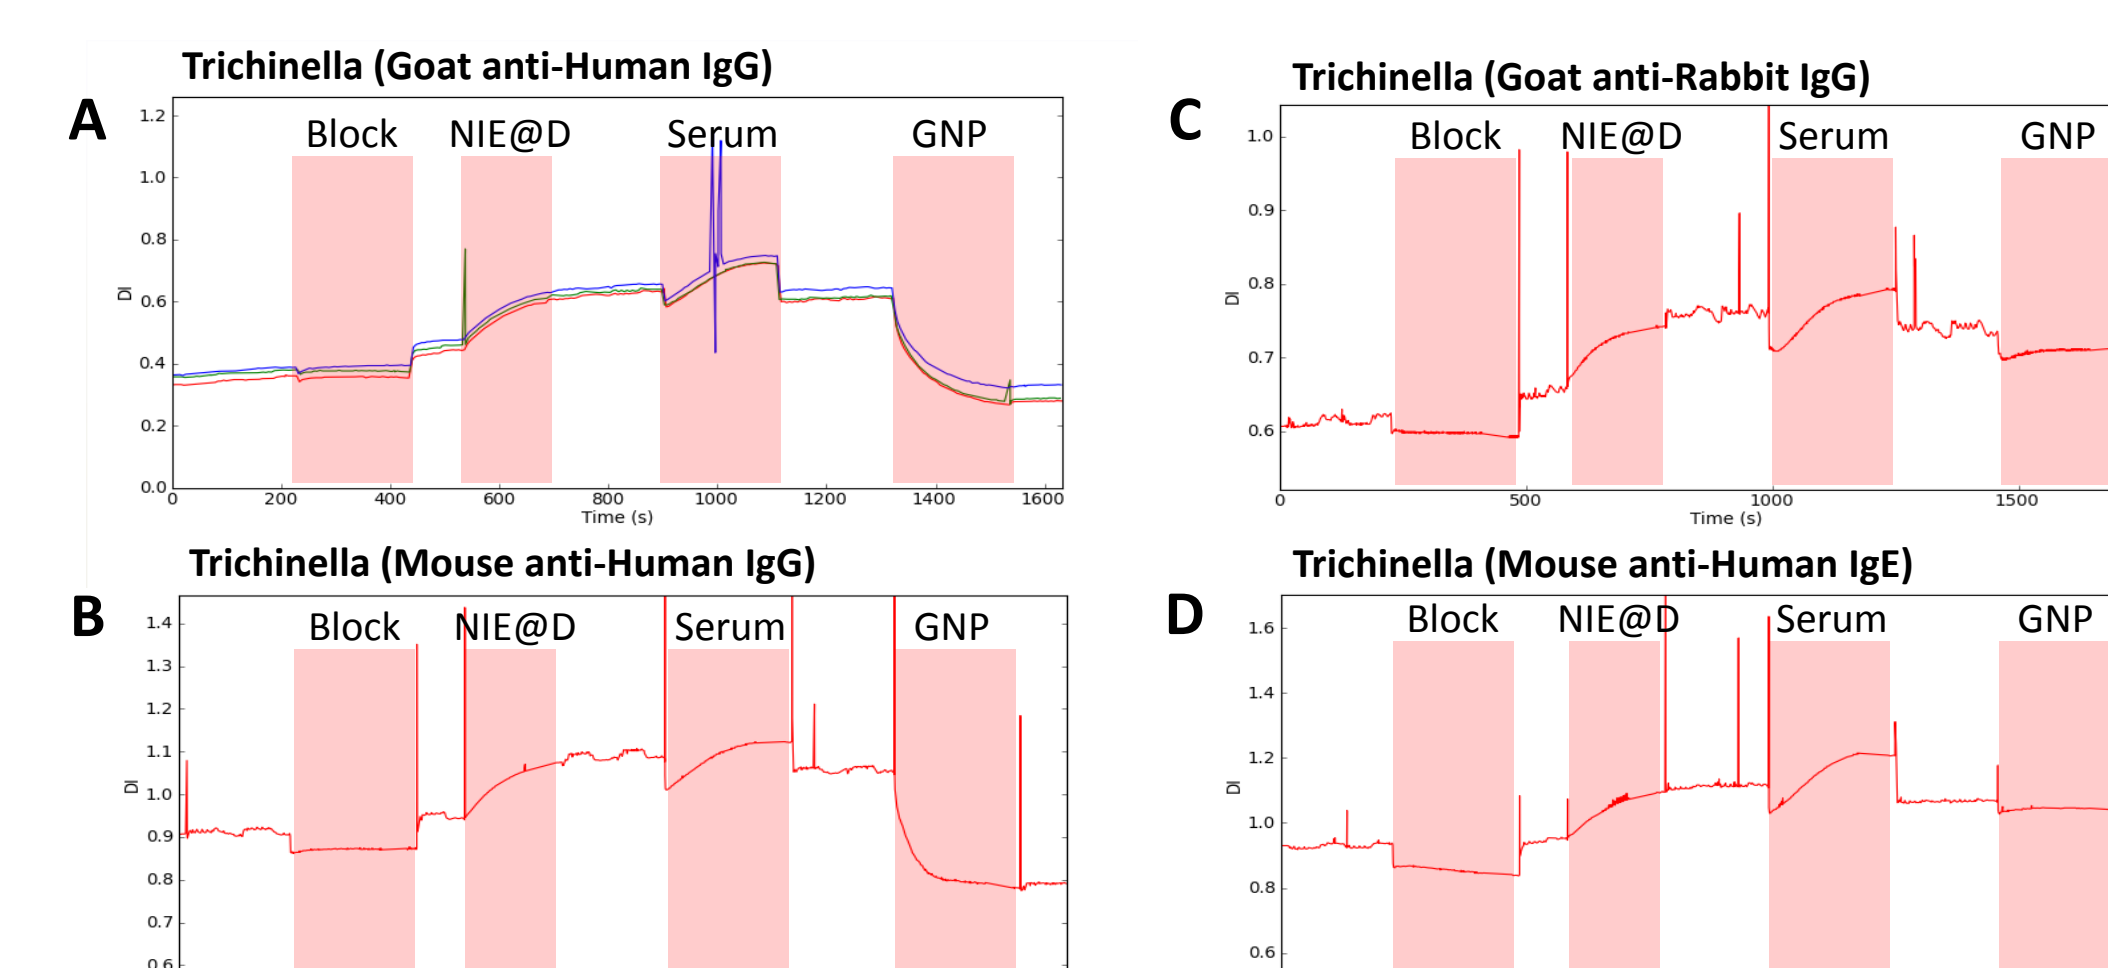 Trichinella (Goat anti-Human IgG)
A
Block NIE@D Serum GNP
1.2
1.0
0.8
0.6
0.4
0.2
0.0
DI
0 200 400 600 800 1000 1200 1400 1600
Time (s)
Trichinella (Mouse anti-Human IgG)
B
Block NIE@D Serum GNP
1.4
1.3
1.2
1.1
1.0
0.9
0.8
0.7
0.6
DI
Trichinella (Goat anti-Rabbit IgG)
C
Block NIE@D Serum GNP
1.0
0.9
0.8
0.7
0.6
DI
0 500 1000 1500
Time (s)
Trichinella (Mouse anti-Human IgE)
D
Block NIE@D Serum GNP
1.6
1.4
1.2
1.0
0.8
0.6
DI